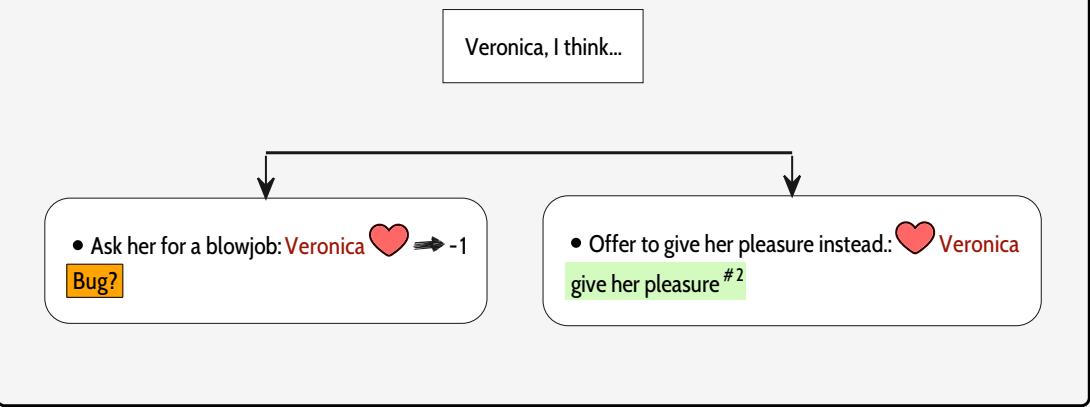 Veronica, I think...
• Ask her for a blowjob: Veronica -1
Bug?
• Offer to give her pleasure instead.: Veronica
give her pleasure #2